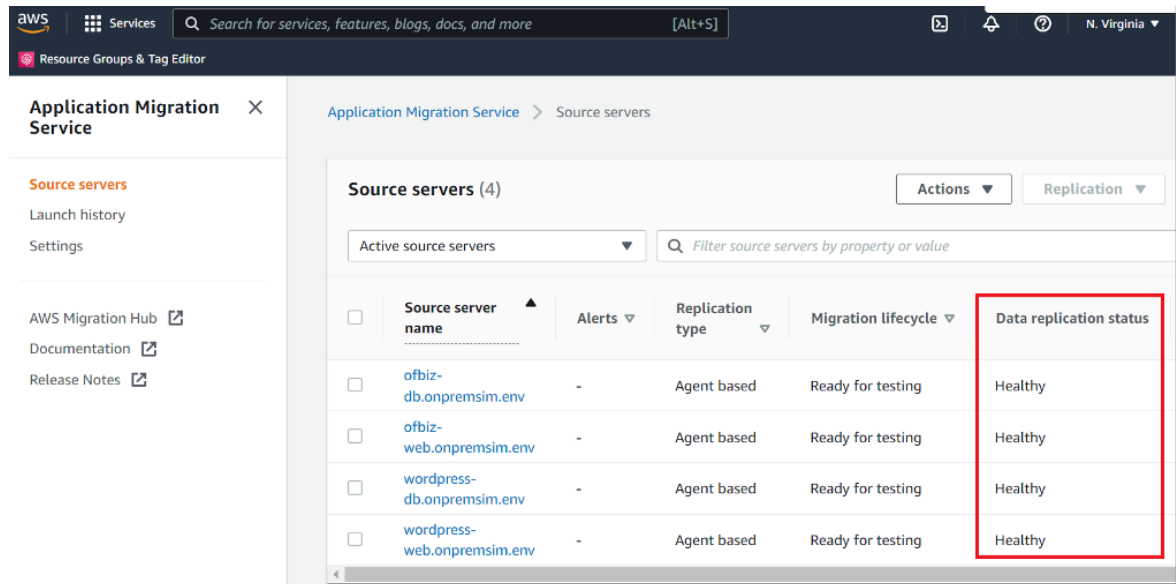 aws
Services
Search for services, features, blogs, docs, and more
[Alt+S]
N. Virginia ▼
Resource Groups & Tag Editor
Application Migration
Service
Source servers
Launch history
Settings
AWS Migration Hub
Documentation
Release Notes
Application Migration Service > Source servers
Source servers (4)
Actions ▼
Replication ▼
Active source servers ▼
Filter source servers by property or value
Source server
name
Alerts
Replication
type
Migration lifecycle
Data replication status
ofbiz-
db.onpremsim.env
-
Agent based
Ready for testing
Healthy
ofbiz-
web.onpremsim.env
-
Agent based
Ready for testing
Healthy
wordpress-
db.onpremsim.env
-
Agent based
Ready for testing
Healthy
wordpress-
web.onpremsim.env
-
Agent based
Ready for testing
Healthy